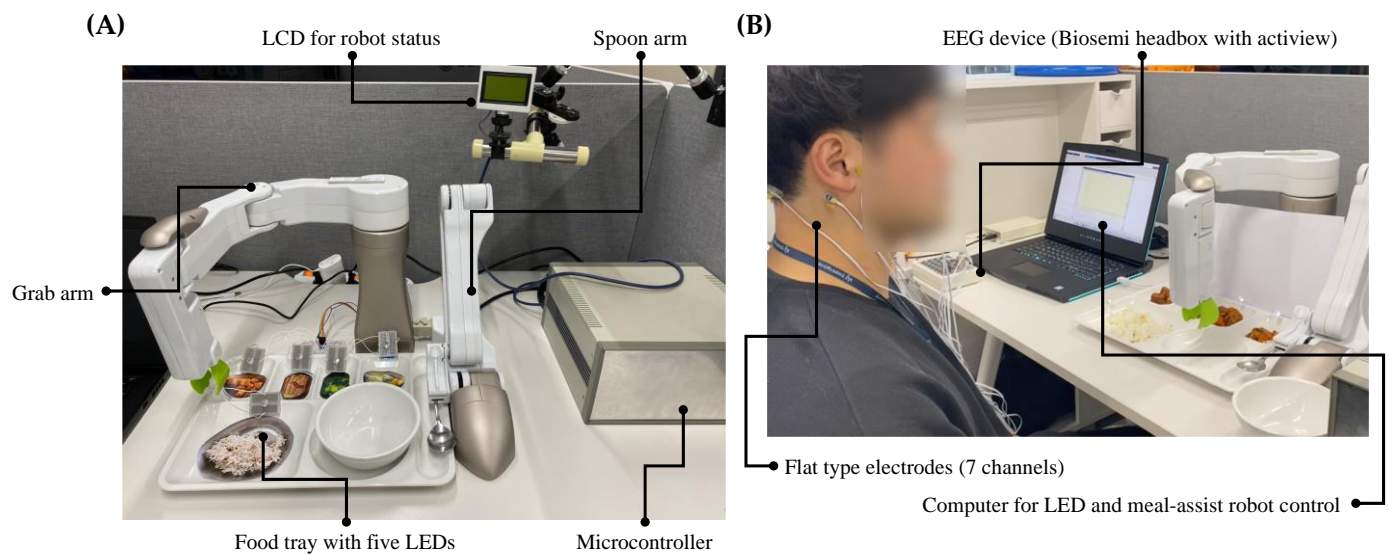 (A)
LCD for robot status
Spoon arm
Grab arm
Food tray with five LEDs
Microcontroller
(B)
EEG device (Biosemi headbox with actiview)
Flat type electrodes (7 channels)
Computer for LED and meal-assist robot control